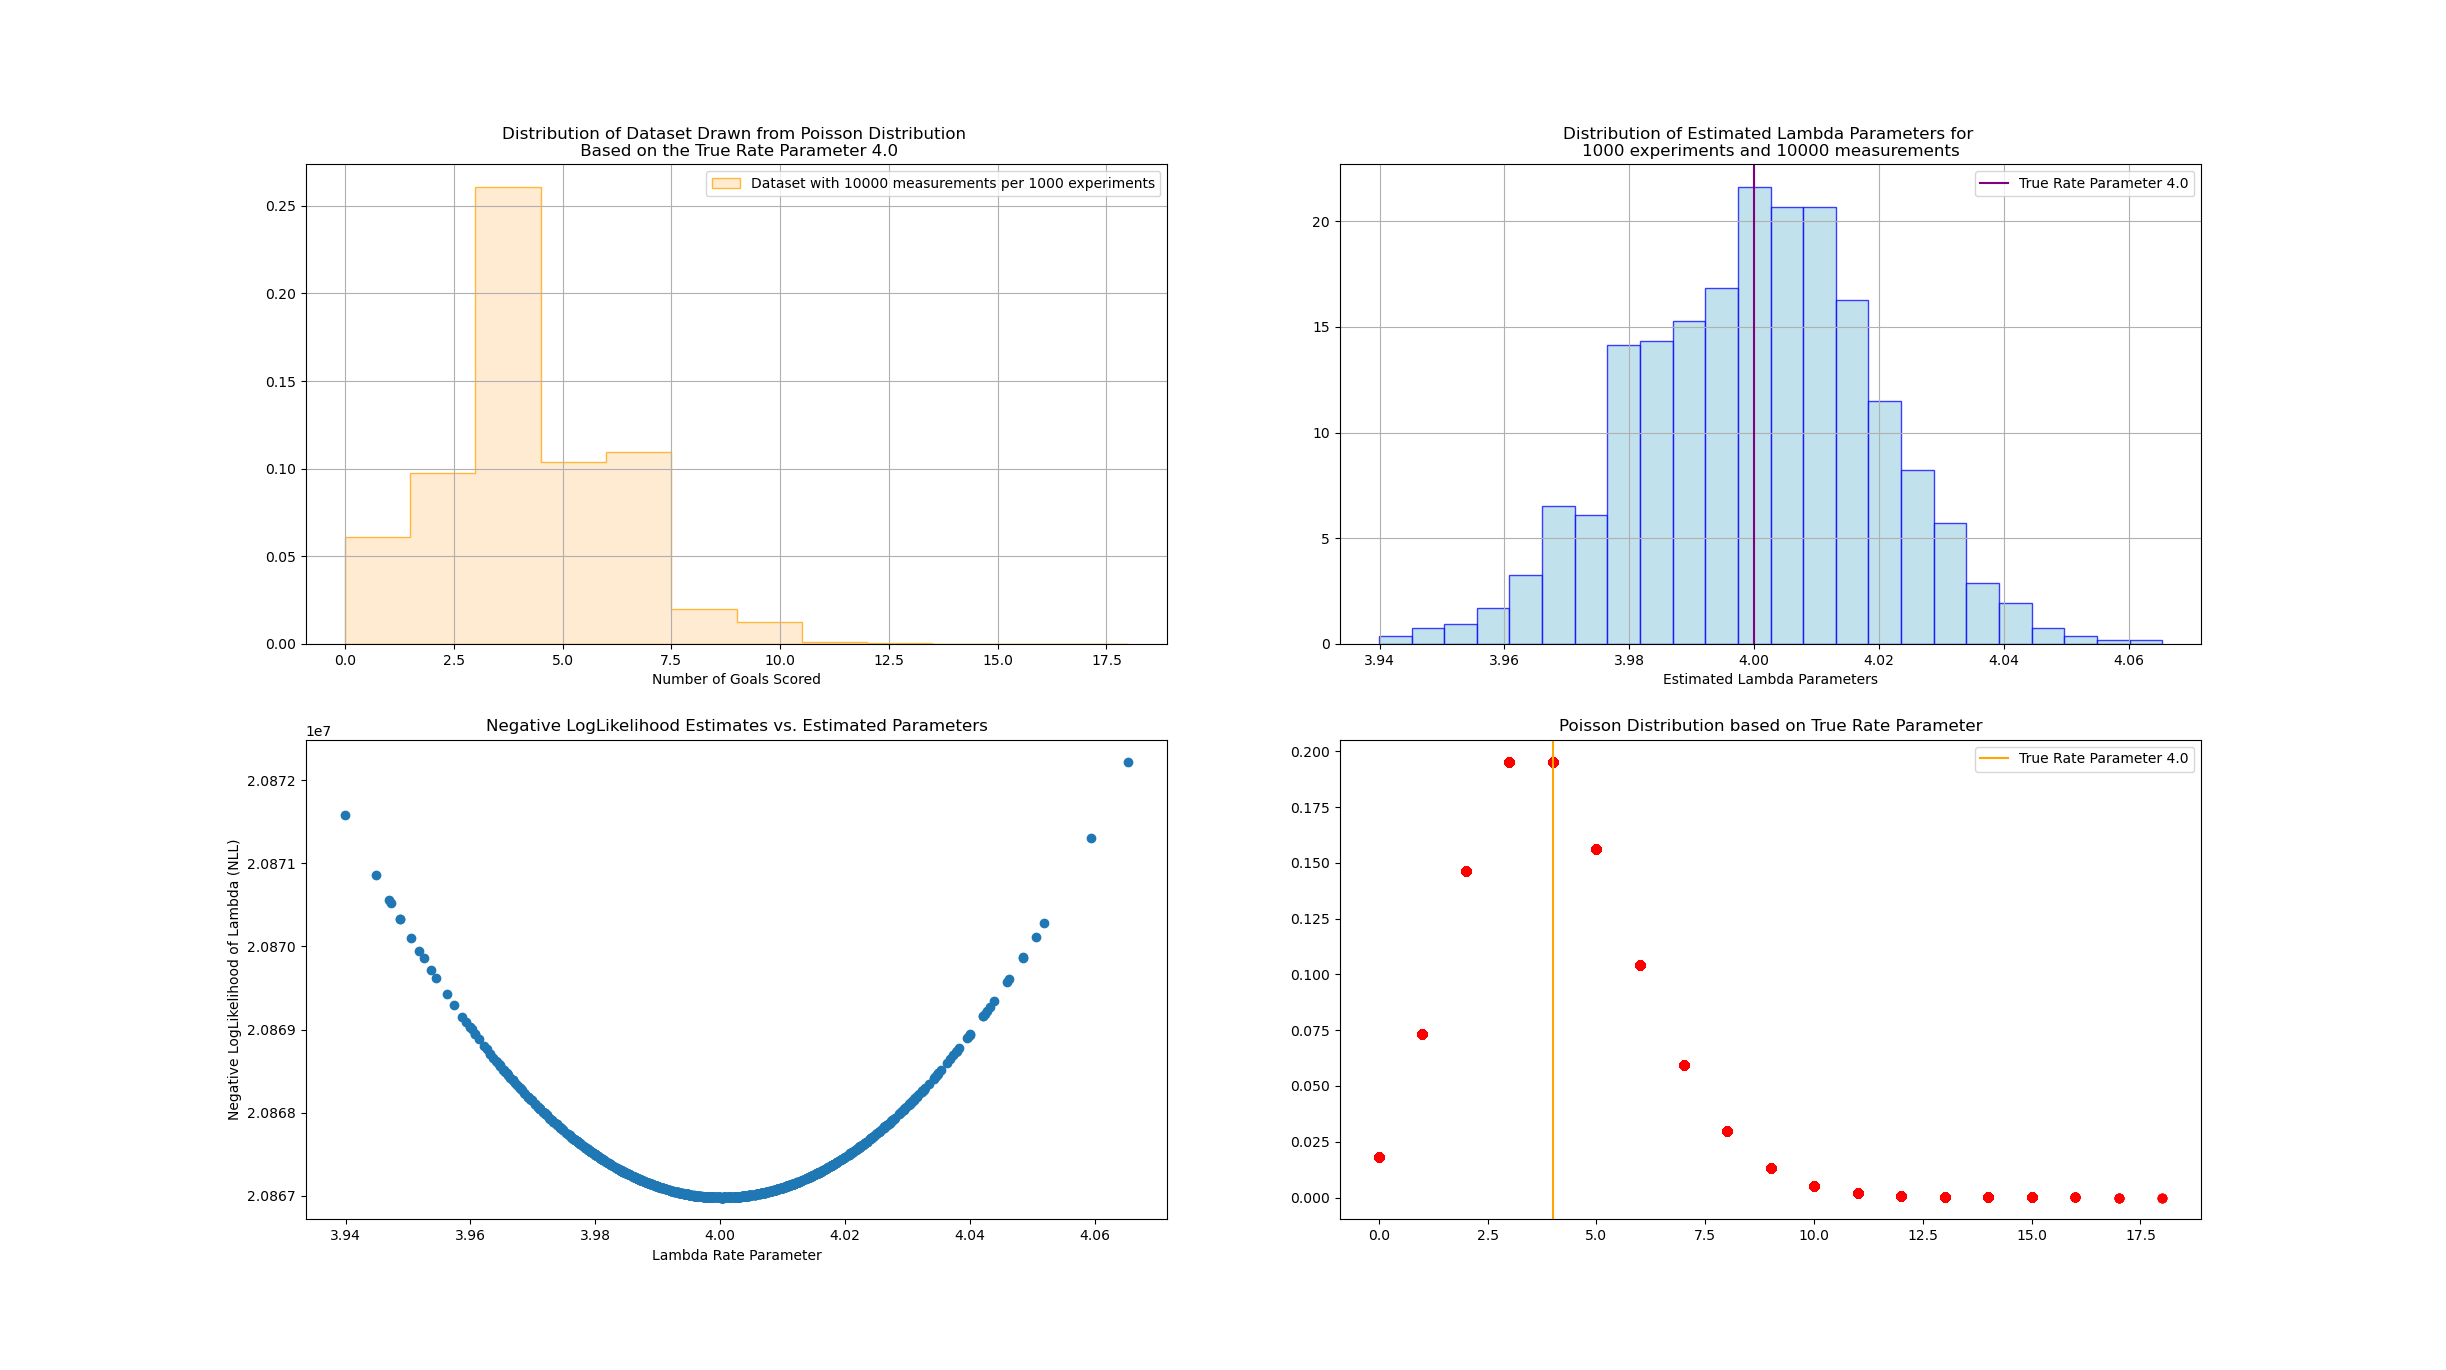 Distribution of Dataset Drawn from Poisson Distribution
Based on the True Rate Parameter 4.0
Dataset with 10000 measurements per 1000 experiments
0.25
0.20
0.15
0.10
0.05
0.00
0.0 2.5 5.0 7.5 10.0 12.5 15.0 17.5
Number of Goals Scored
Distribution of Estimated Lambda Parameters for
1000 experiments and 10000 measurements
True Rate Parameter 4.0
20
15
10
5
0
3.94 3.96 3.98 4.00 4.02 4.04 4.06
Estimated Lambda Parameters
Negative LogLikelihood Estimates vs. Estimated Parameters
1e7
Negative LogLikelihood of Lambda (NLL)
2.0872
2.0871
2.0870
2.0869
2.0868
2.0867
3.94 3.96 3.98 4.00 4.02 4.04 4.06
Lambda Rate Parameter
Poisson Distribution based on True Rate Parameter
True Rate Parameter 4.0
0.200
0.175
0.150
0.125
0.100
0.075
0.050
0.025
0.000
0.0 2.5 5.0 7.5 10.0 12.5 15.0 17.5